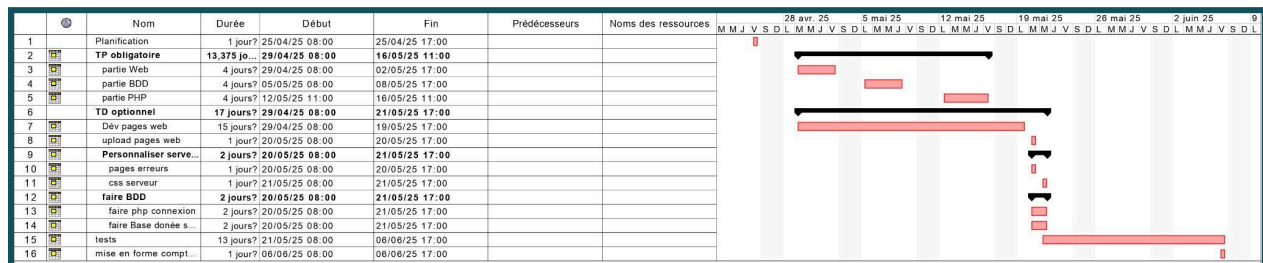 Nom Durée Début Fin Prédécesseurs Noms des ressources 28 avr. 25 5 mai 25 12 mai 25 19 mai 25 26 mai 25 2 juin 25 9
M M J V S D L M M J V S D L M M J V S D L M M J V S D L M M J V S D L M M J V S D L M M J V S D L
1 Planification 1 jour? 25/04/25 08:00 25/04/25 17:00
2 TP obligatoire 13,375 jo... 29/04/25 08:00 16/05/25 11:00
3 partie Web 4 jours? 29/04/25 08:00 02/05/25 17:00
4 partie BDD 4 jours? 05/05/25 08:00 08/05/25 17:00
5 partie PHP 4 jours? 12/05/25 11:00 16/05/25 11:00
6 TD optionnel 17 jours? 29/04/25 08:00 21/05/25 17:00
7 Dév pages web 15 jours? 29/04/25 08:00 19/05/25 17:00
8 upload pages web 1 jour? 20/05/25 08:00 20/05/25 17:00
9 Personnaliser serve... 2 jours? 20/05/25 08:00 21/05/25 17:00
10 pages erreurs 1 jour? 20/05/25 08:00 20/05/25 17:00
11 css serveur 1 jour? 21/05/25 08:00 21/05/25 17:00
12 faire BDD 2 jours? 20/05/25 08:00 21/05/25 17:00
13 faire php connexion 2 jours? 20/05/25 08:00 21/05/25 17:00
14 faire Base donée s... 2 jours? 20/05/25 08:00 21/05/25 17:00
15 tests 13 jours? 21/05/25 08:00 06/06/25 17:00
16 mise en forme compt... 1 jour? 06/06/25 08:00 06/06/25 17:00